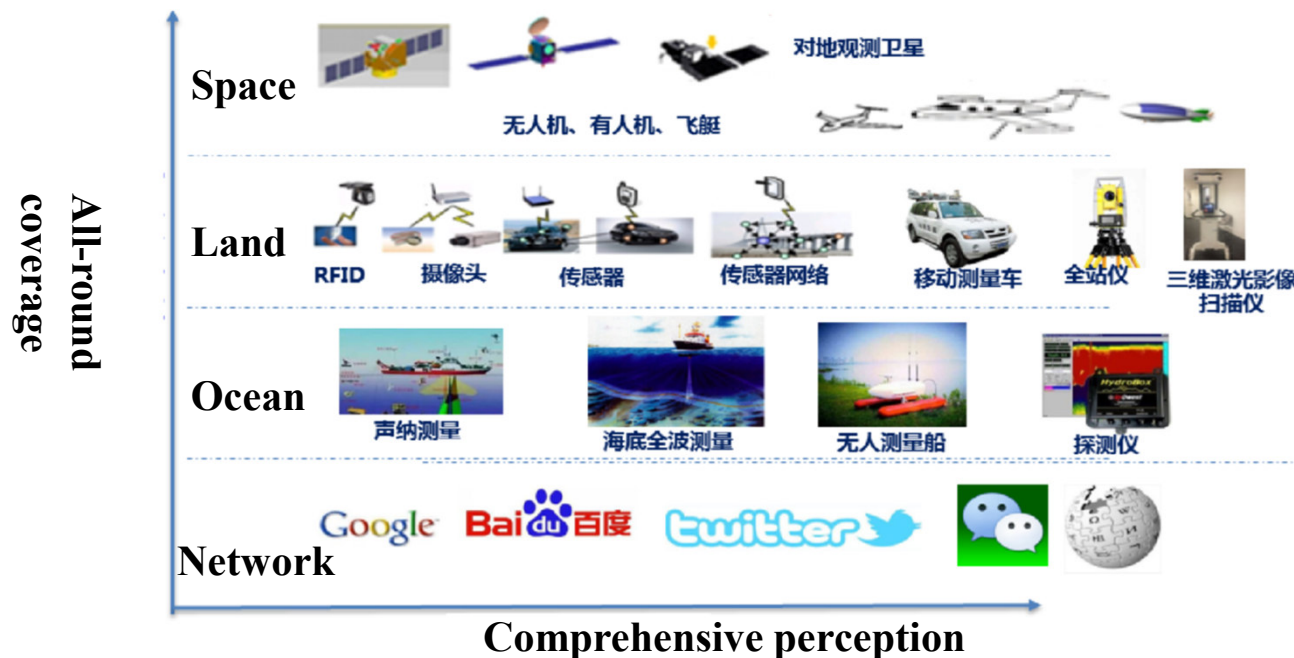 对地观测卫星
Space
无人机、有人机、飞艇
All-round
coverage
Land
RFID
摄像头
传感器
传感器网络
移动测量车
全站仪
三维激光影像
扫描仪
Ocean
HydroBox
声纳测量
海底全波测量
无人测量船
探测仪
Google
Bai du 百度
twitter
Network
Comprehensive perception